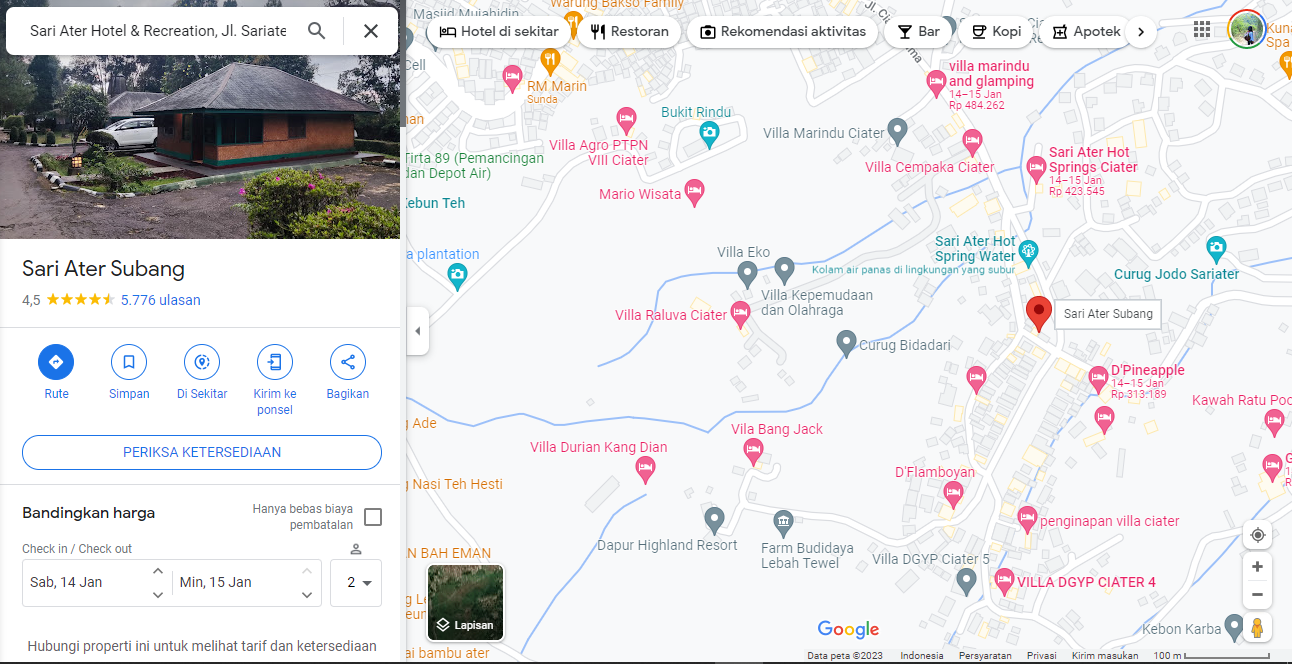 Sari Ater Hotel & Recreation, Jl. Sariate
Sari Ater Subang
4,5
5.776 ulasan
Rute
Simpan
Di Sekitar
Kirim ke
ponsel
Bagikan
PERIKSA KETERSEDIAAN
Bandingkan harga
Hanya bebas biaya
pembatalan
Check in / Check out
Sab, 14 Jan
Min, 15 Jan
2
Hubungi properti ini untuk melihat tarif dan ketersediaan
Hotel di sekitar
Restoran
Rekomendasi aktivitas
Bar
Kopi
Apotek
Masjid Mujahidin
Warung Bakso Family
Cell
RM Marin
Sunda
Villa Agro PTPN
VIII Ciater
Bukit Rindu
Tirta 89 (Pemancingan
dan Depot Air)
Kebun Teh
Mario Wisata
a plantation
Villa Marindu Ciater
villa marindu
and glamping
14–15 Jan
Rp 484.262
Villa Cempaka Ciater
Sari Ater Hot
Springs Ciater
14–15 Jan
Rp 423.545
Sari Ater Hot
Spring Water
Kolam air panas di lingkungan yang subur
Curug Jodo Sariater
Villa Eko
Villa Kepemudaan
dan Olahraga
Villa Raluva Ciater
Sari Ater Subang
Curug Bidadari
D'Pineapple
14–15 Jan
Rp 313.189
Kawah Ratu Poo
g Ade
Vila Bang Jack
Villa Durian Kang Dian
D'Flamboyan
g Nasi Teh Hesti
penginapan villa ciater
Dapur Highland Resort
Farm Budidaya
Lebah Tewel
Villa DGYP Ciater 5
VILLA DGYP CIATER 4
N BAH EMAN
Kebon Karba
ai bambu ater
Lapisan
Google
Data peta ©2023
Indonesia
Persyaratan
Privasi
Kirim masukan
100 m